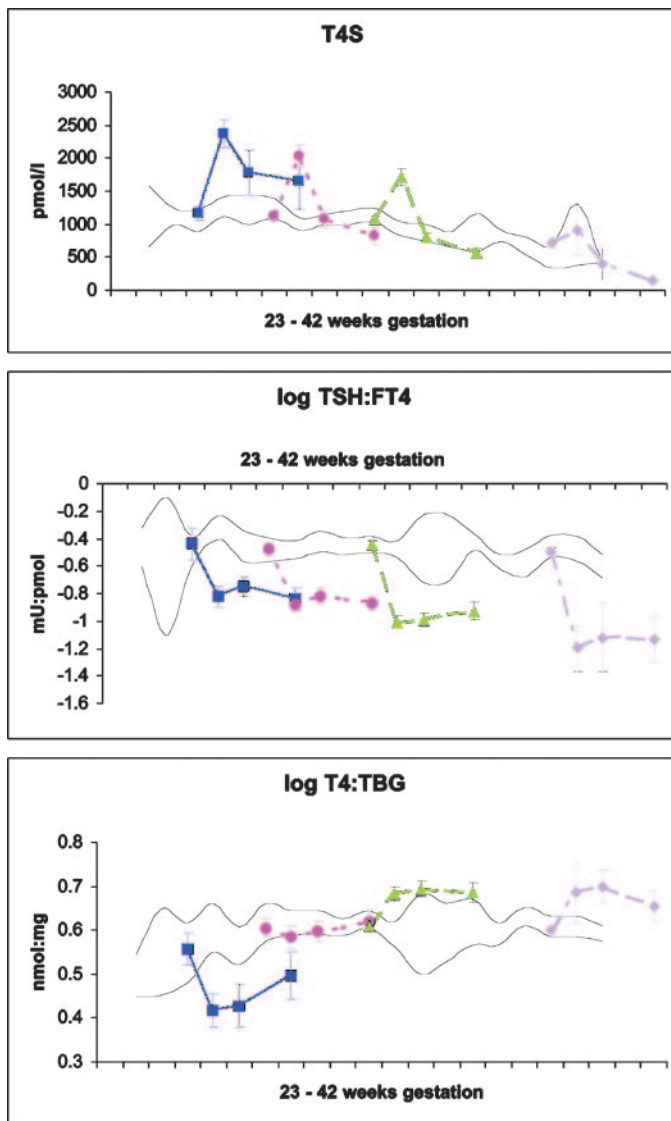 T4S
3000
2500
2000
1500
1000
500
0
pmol/l
23 - 42 weeks gestation
log TSH:FT4
23 - 42 weeks gestation
0
-0.2
-0.4
-0.6
-0.8
-1
-1.2
-1.4
-1.6
mU:pmol
log T4:TBG
0.8
0.7
0.6
0.5
0.4
0.3
nmol:mg
23 - 42 weeks gestation